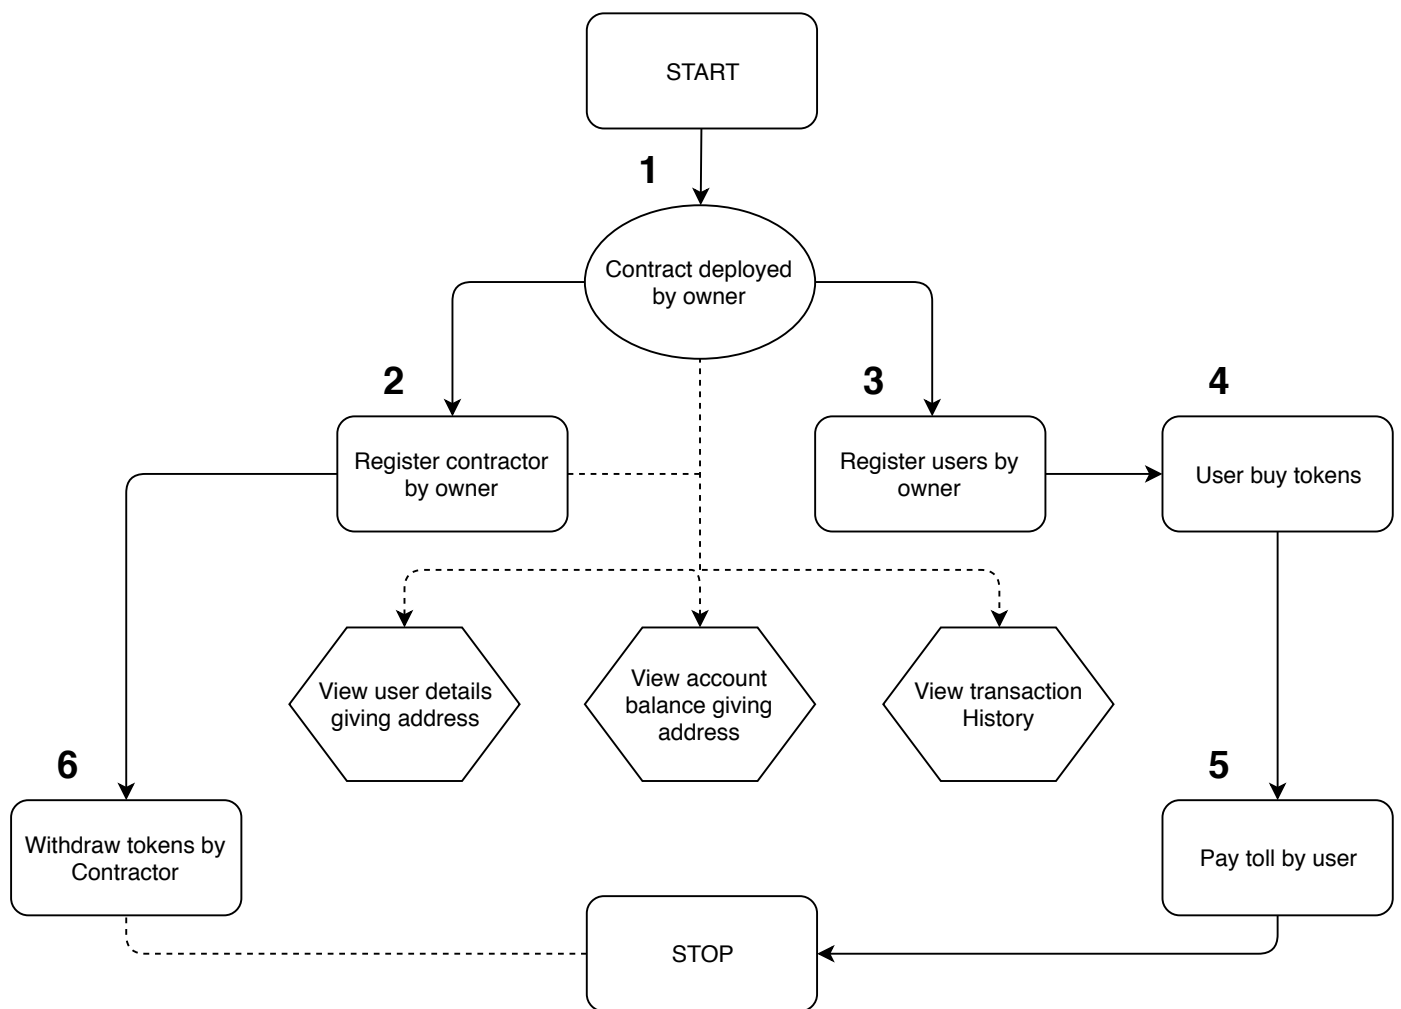 START
1
Contract deployed
by owner
2
3
4
Register contractor
by owner
Register users by
owner
User buy tokens
View user details
giving address
View account
balance giving
address
View transaction
History
6
5
Withdraw tokens by
Contractor
Pay toll by user
STOP